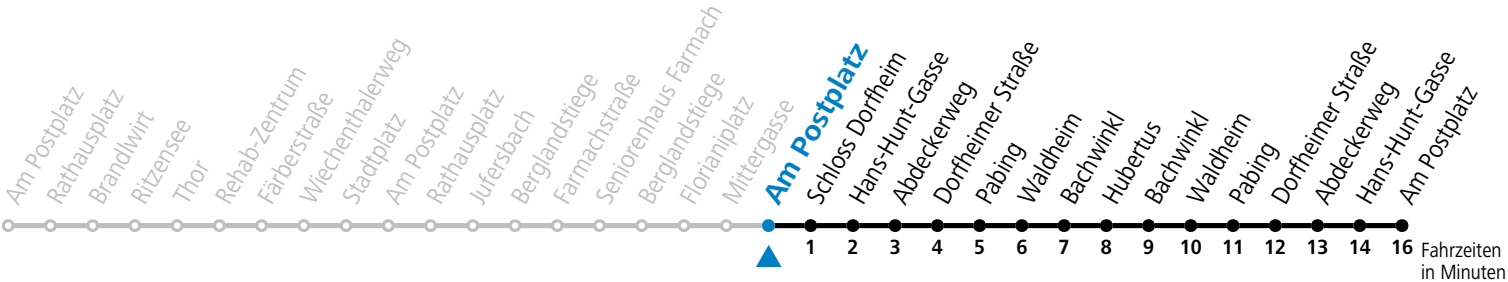 Am Postplatz
Rathausplatz
Brandlwirt
Ritzensee
Thor
Rehab-Zentrum
Färberstraße
Wiechenthalerweg
Stadtplatz
Am Postplatz
Rathausplatz
Jufersbach
Berglandstiege
Farmachstraße
Seniorenhaus Farmach
Berglandstiege
Florianiplatz
Mittergasse
Am Postplatz
Schloss Dorfheim
Hans-Hunt-Gasse
Abdeckerweg
Dorfheimer Straße
Pabing
Waldheim
Bachwinkl
Hubertus
Bachwinkl
Waldheim
Pabing
Dorfheimer Straße
Abdeckerweg
Hans-Hunt-Gasse
Am Postplatz
1 2 3 4 5 6 7 8 9 10 11 12 13 14 16 Fahrzeiten
in Minuten